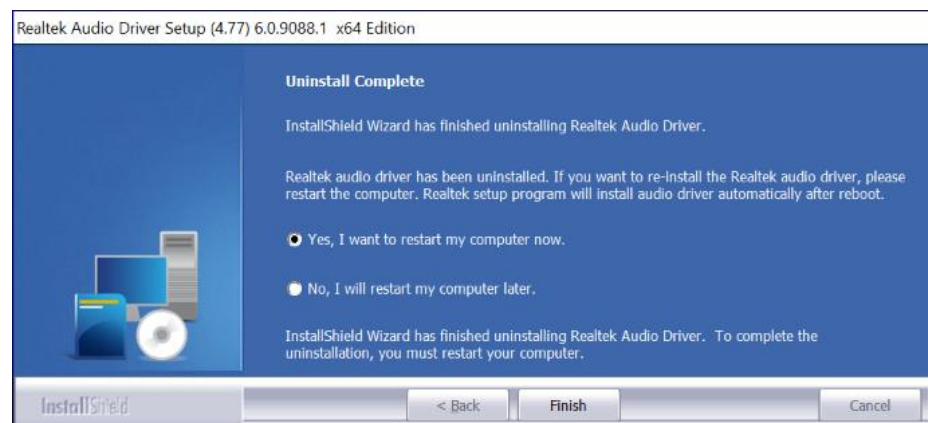 Realtek Audio Driver Setup (4.77) 6.0.9088.1 x64 Edition
Uninstall Complete
InstallShield Wizard has finished uninstalling Realtek Audio Driver.
Realtek audio driver has been uninstalled. If you want to re-install the Realtek audio driver, please
restart the computer. Realtek setup program will install audio driver automatically after reboot.
Yes, I want to restart my computer now.
No, I will restart my computer later.
InstallShield Wizard has finished uninstalling Realtek Audio Driver. To complete the
uninstallation, you must restart your computer.
InstallShield
< Back
Finish
Cancel